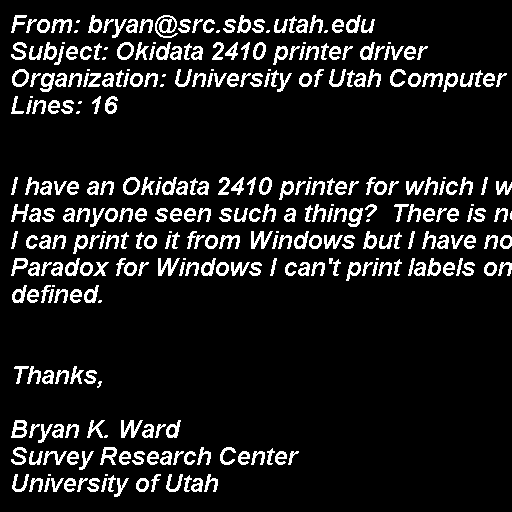 From: bryan@src.sbs.utah.edu
Subject: Okidata 2410 printer driver
Organization: University of Utah Computer
Lines: 16
I have an Okidata 2410 printer for which I
Has anyone seen such a thing?  There is
I can print to it from Windows but I have
Paradox for Windows I can't print labels on
defined.
Thanks,
Bryan K. Ward
Survey Research Center
University of Utah